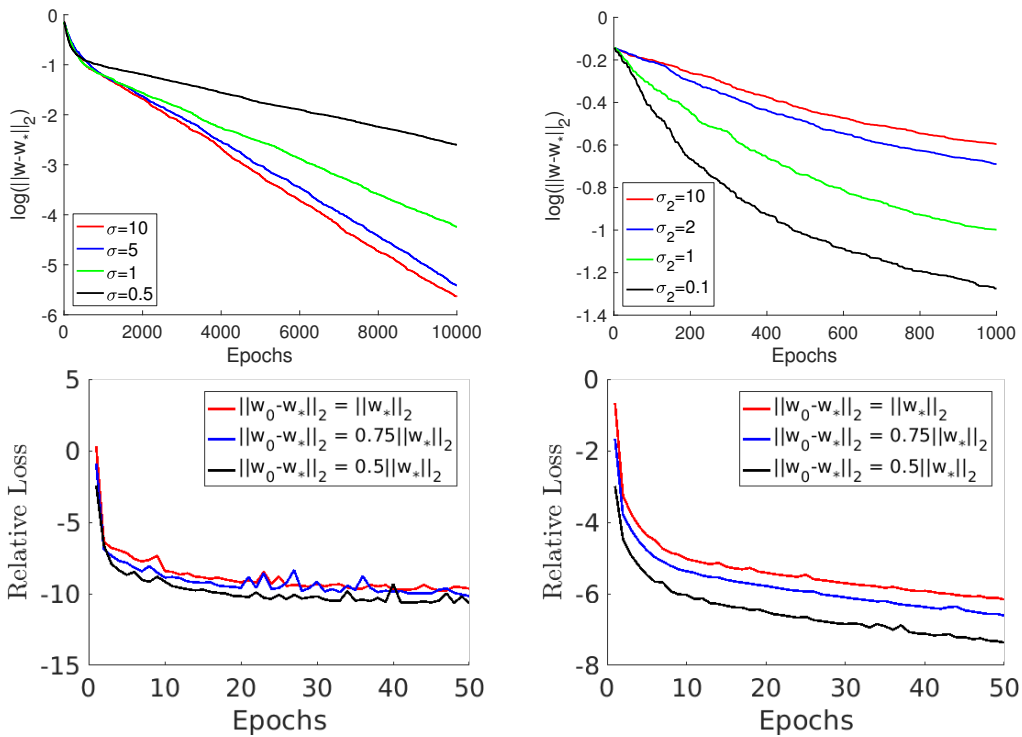 0
-1
-2
-3
-4
-5
-6
log(||w-w*||2)
σ=10
σ=5
σ=1
σ=0.5
0 2000 4000 6000 8000 10000
Epochs
0
-0.2
-0.4
-0.6
-0.8
-1
-1.2
-1.4
log(||w-w*||2)
σ2=10
σ2=2
σ2=1
σ2=0.1
0 200 400 600 800 1000
Epochs
5
0
-5
-10
-15
Relative Loss
||w0-w*||2 = ||w*||2
||w0-w*||2 = 0.75||w*||2
||w0-w*||2 = 0.5||w*||2
0 10 20 30 40 50
Epochs
0
-2
-4
-6
-8
Relative Loss
||w0-w*||2 = ||w*||2
||w0-w*||2 = 0.75||w*||2
||w0-w*||2 = 0.5||w*||2
0 10 20 30 40 50
Epochs